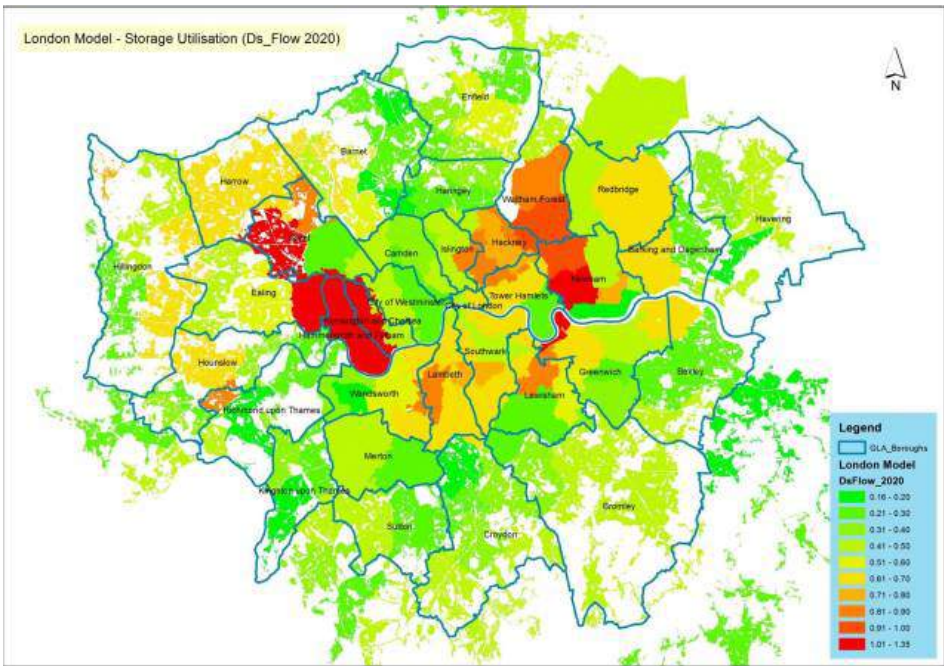 London Model - Storage Utilisation (Ds_Flow 2020)
N
Enfield
Barnet
Harrow
Haringey
Waltham Forest
Redbridge
Havering
Hillingdon
Camden
Islington
Hackney
Barking and Dagenham
Newham
Ealing
City of Westminster
City of London
Tower Hamlets
Kensington and Chelsea
Hammersmith and Fulham
Hounslow
Southwark
Lambeth
Greenwich
Bexley
Wandsworth
Lewisham
Richmond upon Thames
Merton
Kingston upon Thames
Bromley
Sutton
Croydon
Legend
GLA_Boroughs
London Model
DsFlow_2020
0.16 - 0.20
0.21 - 0.30
0.31 - 0.40
0.41 - 0.50
0.51 - 0.60
0.61 - 0.70
0.71 - 0.80
0.81 - 0.90
0.91 - 1.00
1.01 - 1.35